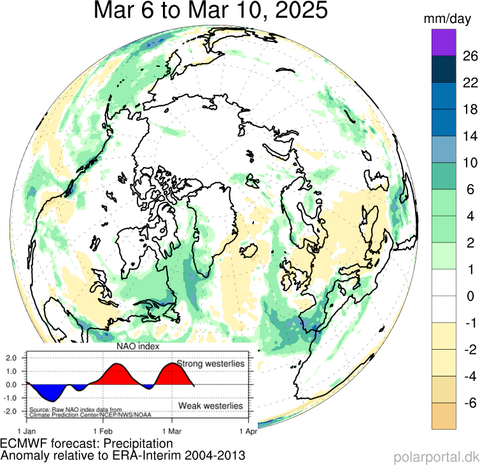 Mar 6 to Mar 10, 2025
mm/day
26
22
18
14
10
6
4
2
1
0
-1
-2
-4
-6
NAO index
2.0
1.0
0.0
-1.0
-2.0
Strong westerlies
Weak westerlies
Source: Raw NAO index data from
Climate Prediction Center/NCEP/NWS/NOAA
1 Jan 1 Feb 1 Mar 1 Apr
ECMWF forecast: Precipitation
Anomaly relative to ERA-Interim 2004-2013
polarportal.dk